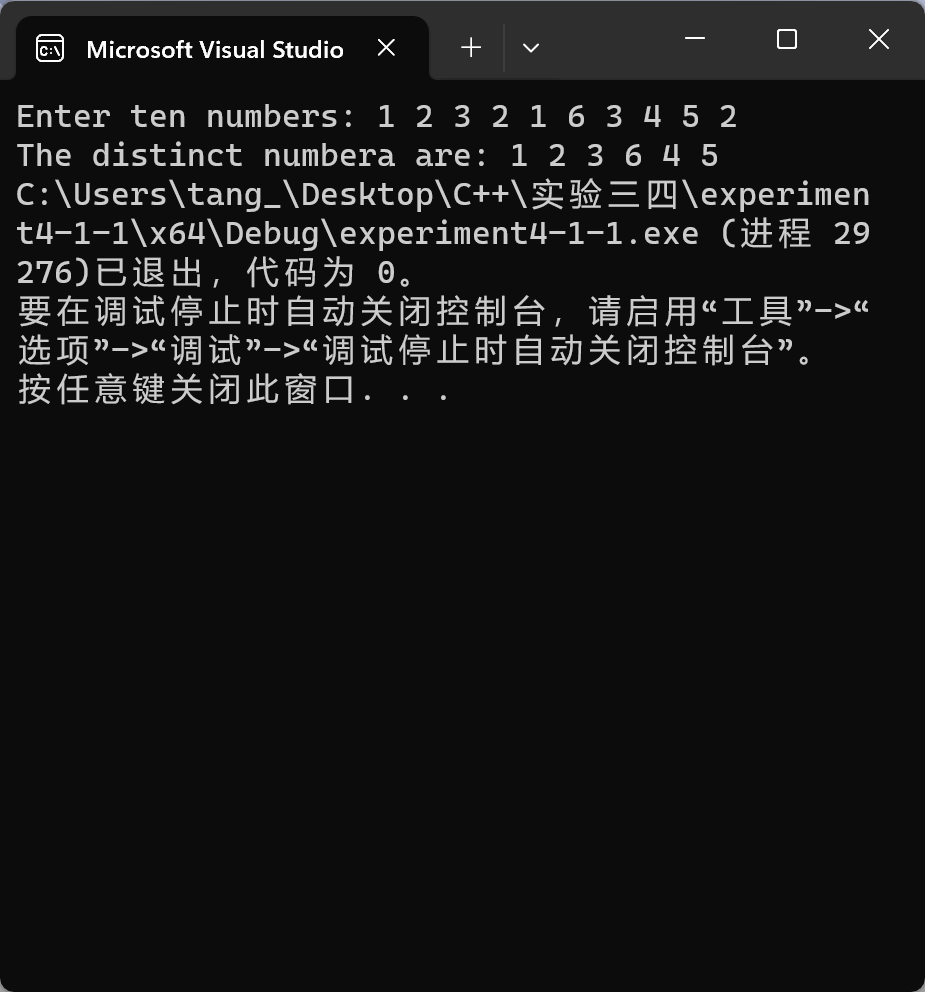 Microsoft Visual Studio
Enter ten numbers: 1 2 3 2 1 6 3 4 5 2
The distinct numbera are: 1 2 3 6 4 5
C:\Users\tang_\Desktop\C++\实验三四\experimen
t4-1-1\x64\Debug\experiment4-1-1.exe (进程 29
276)已退出，代码为 0。
要在调试停止时自动关闭控制台，请启用“工具”->“
选项”->“调试”->“调试停止时自动关闭控制台”。
按任意键关闭此窗口. . .